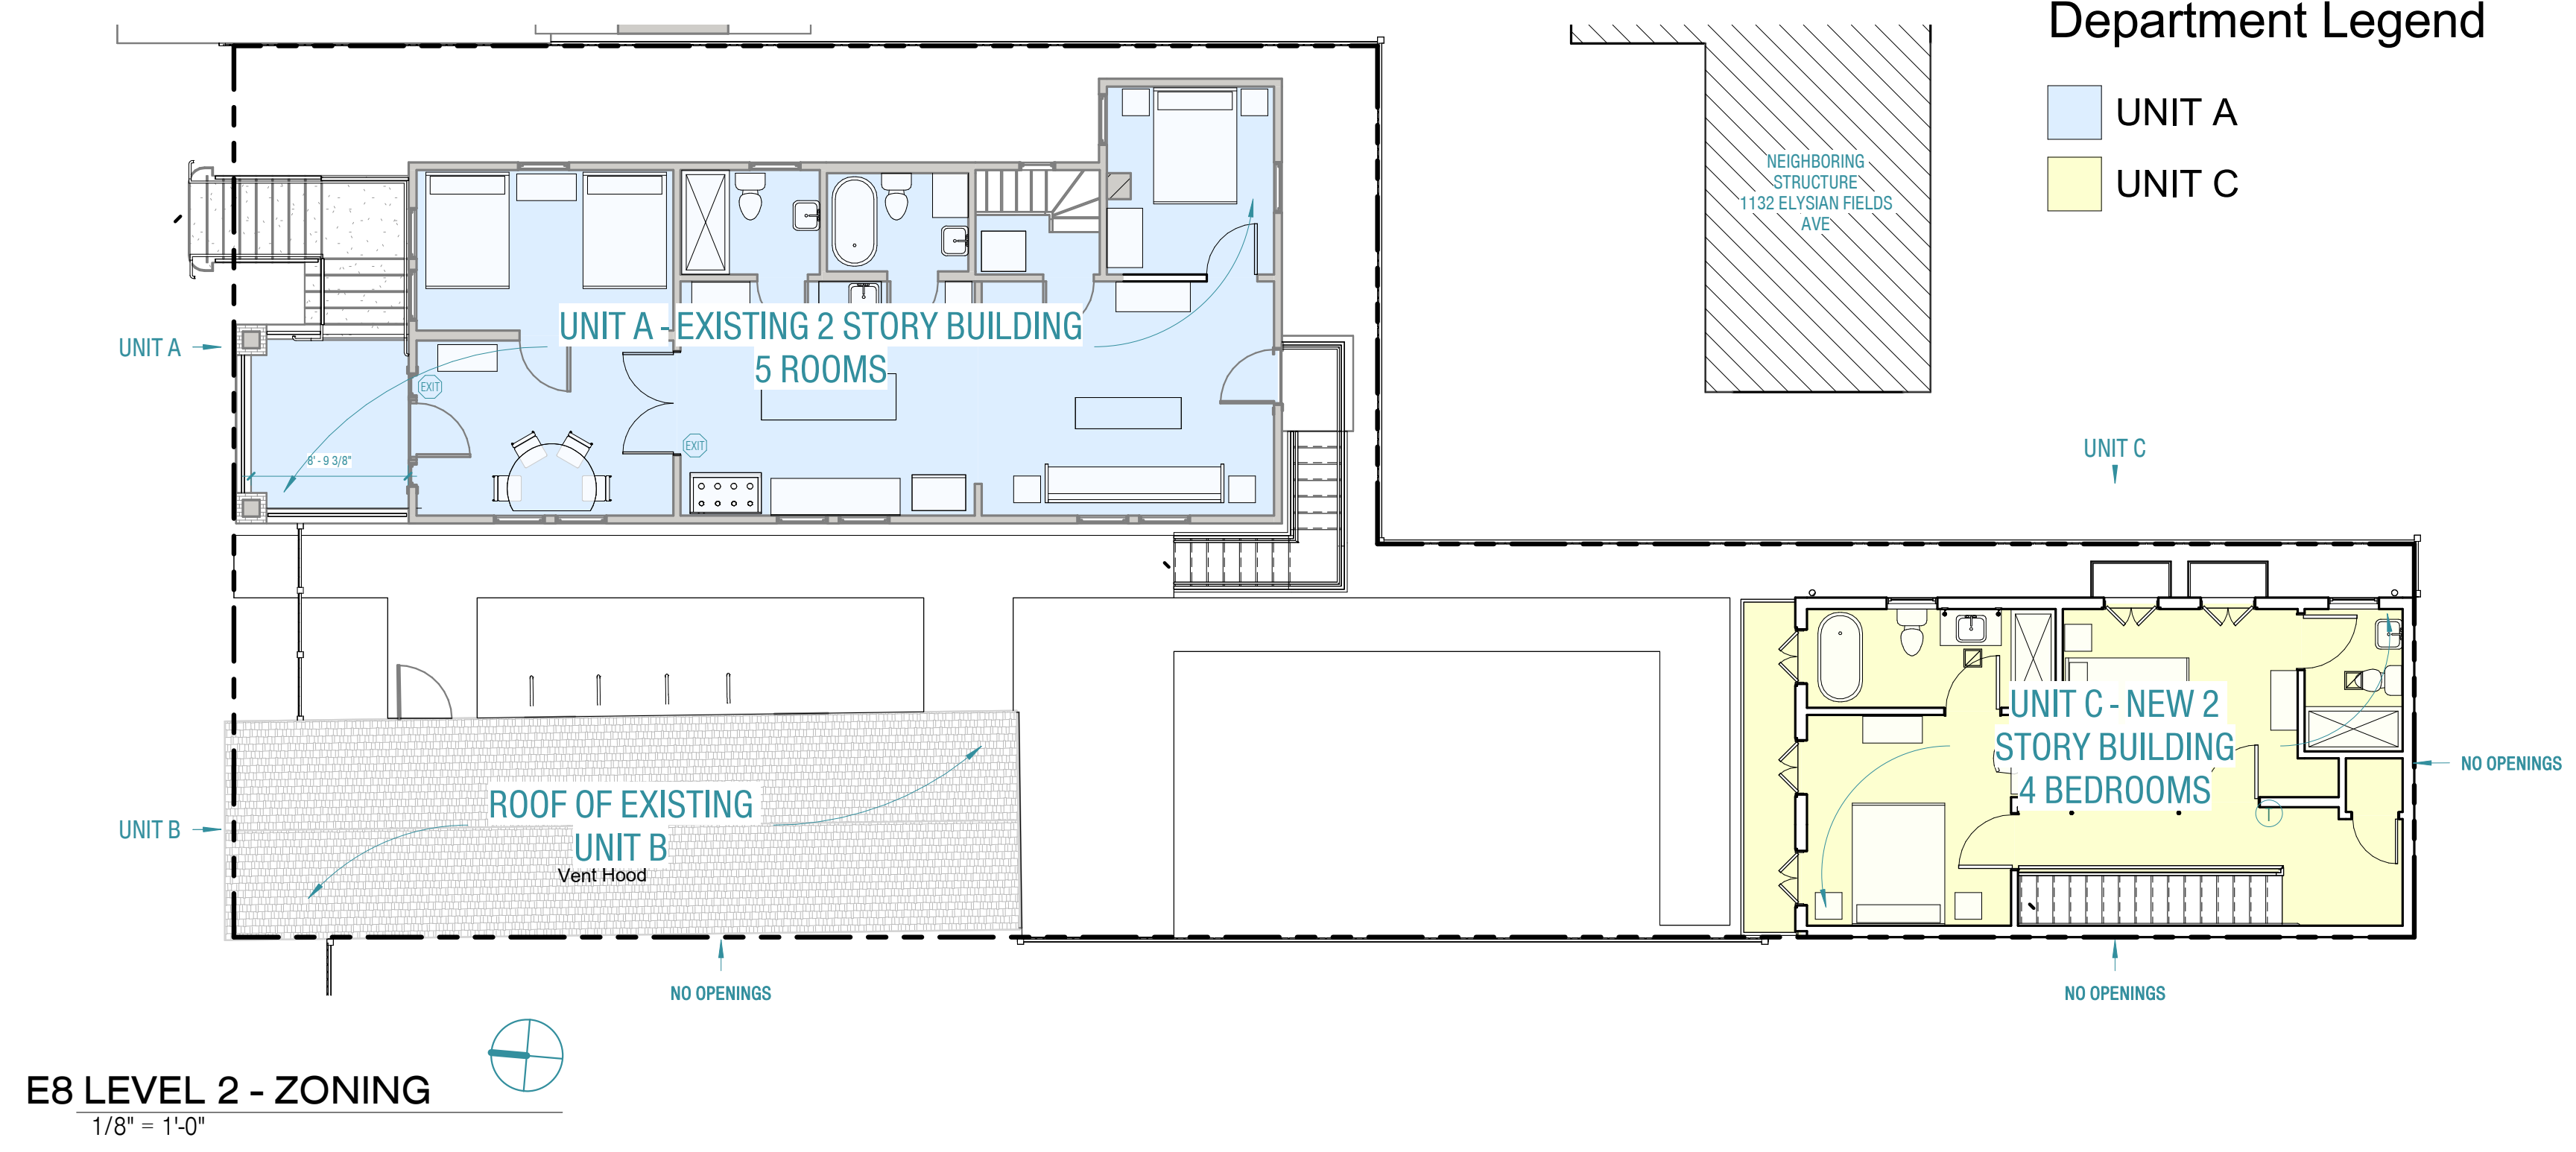 Department Legend
UNIT A
UNIT C
NEIGHBORING
STRUCTURE
1132 ELYSIAN FIELDS
AVE
UNIT A - EXISTING 2 STORY BUILDING
5 ROOMS
UNIT A
EXIT
EXIT
8' - 9 3/8"
UNIT C
UNIT C - NEW 2
STORY BUILDING
4 BEDROOMS
NO OPENINGS
ROOF OF EXISTING
UNIT B
Vent Hood
UNIT B
NO OPENINGS
NO OPENINGS
E8 LEVEL 2 - ZONING
1/8" = 1'-0"